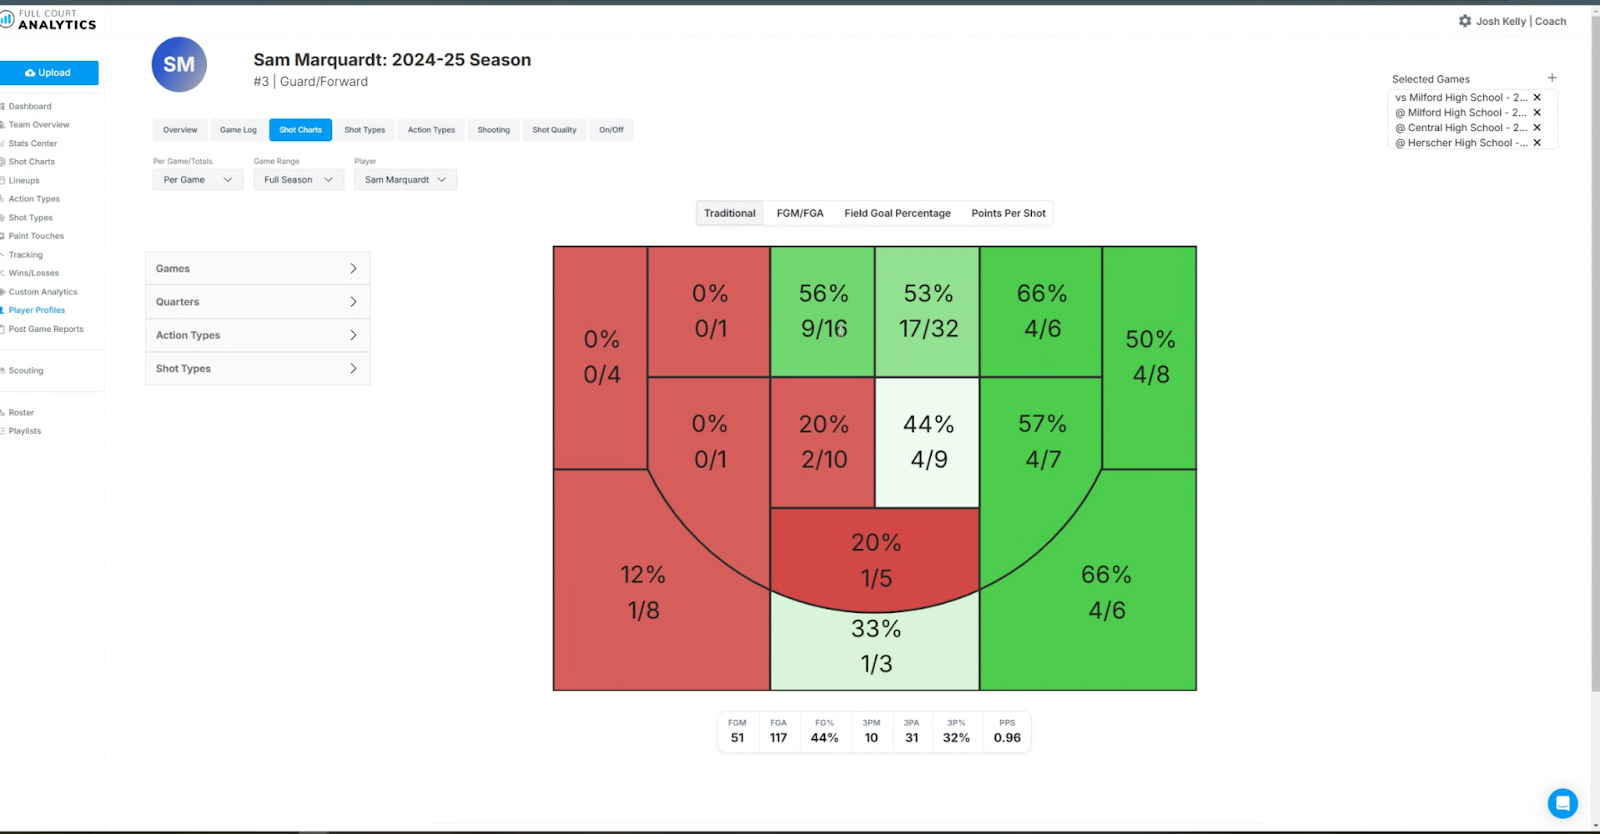 FULL COURT
ANALYTICS
Josh Kelly | Coach
Upload
Dashboard
Team Overview
Stats Center
Shot Charts
Lineups
Action Types
Shot Types
Paint Touches
Tracking
Wins/Losses
Custom Analytics
Player Profiles
Post Game Reports
Scouting
Roster
Playlists
SM
Sam Marquardt: 2024-25 Season
#3 | Guard/Forward
Selected Games +
vs Milford High School - 2... ✕
@ Milford High School - 2... ✕
@ Central High School - 2... ✕
@ Herscher High School -... ✕
Overview Game Log Shot Charts Shot Types Action Types Shooting Shot Quality On/Off
Per Game/Totals Game Range Player
Per Game Full Season Sam Marquardt
Traditional FGM/FGA Field Goal Percentage Points Per Shot
Games
Quarters
Action Types
Shot Types
0%
0/4
0%
0/1
56%
9/16
53%
17/32
66%
4/6
50%
4/8
0%
0/1
20%
2/10
44%
4/9
57%
4/7
20%
1/5
12%
1/8
33%
1/3
66%
4/6
FGM FGA FG% 3PM 3PA 3P% PPS
51 117 44% 10 31 32% 0.96